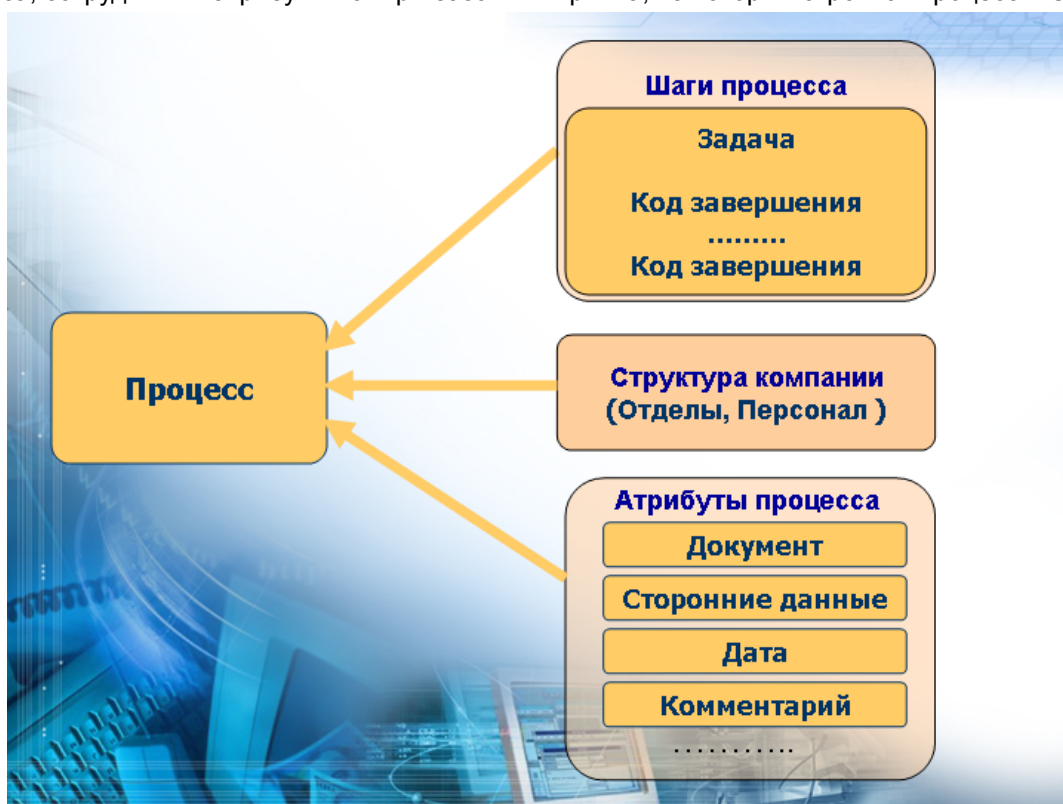 Шаги процесса
Задача
Код завершения
.........
Код завершения
Процесс
Структура компании
(Отделы, Персонал )
Атрибуты процесса
Документ
Сторонние данные
Дата
Комментарий
...........